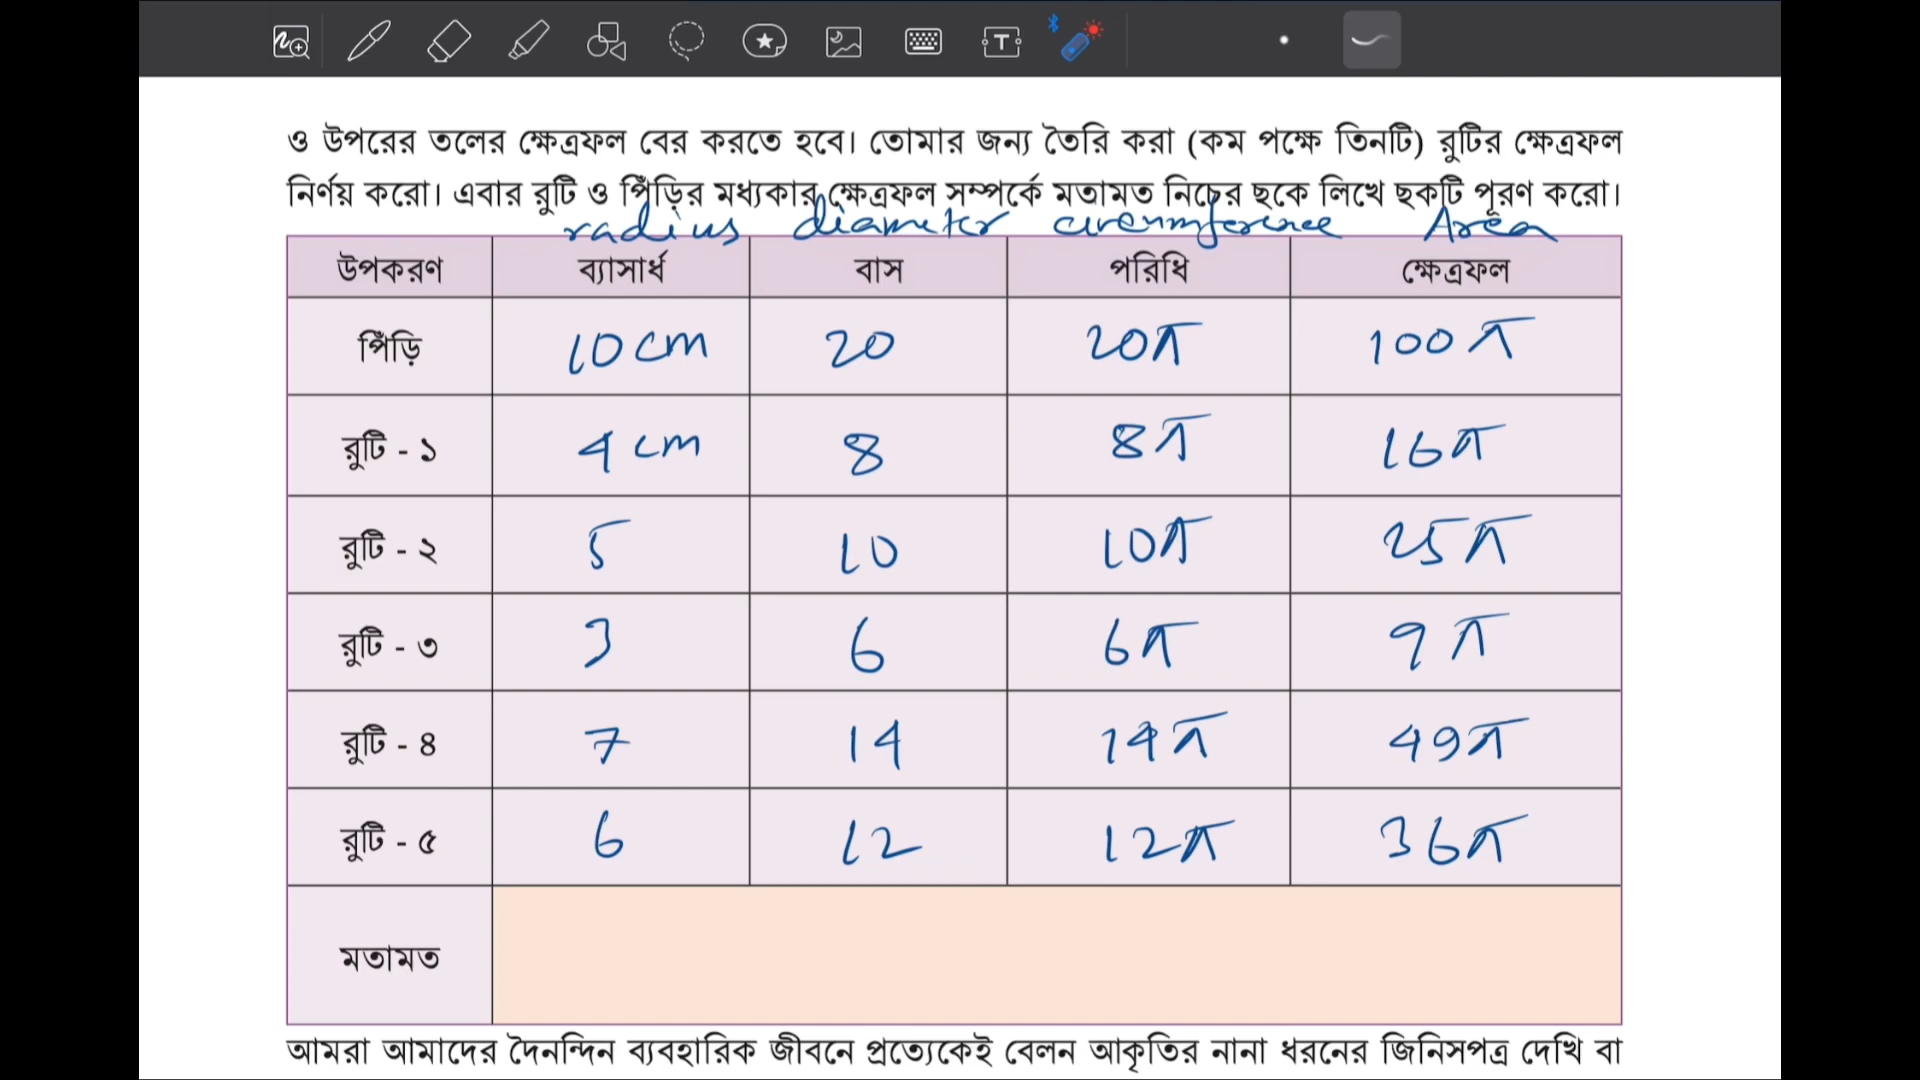 ও উপরের তলের ক্ষেত্রফল বের করতে হবে। তোমার জন্য তৈরি করা (কম পক্ষে তিনটি) রুটির ক্ষেত্রফল
নির্ণয় করো। এবার রুটি ও পিঁড়ির মধ্যকার ক্ষেত্রফল সম্পর্কে মতামত নিচের ছকে লিখে ছকটি পূরণ করো।
radius diameter circumference Area
উপকরণ ব্যাসার্ধ বাস পরিধি ক্ষেত্রফল
পিঁড়ি 10 cm 20 20π 100π
রুটি - ১ 4 cm 8 8π 16π
রুটি - ২ 5 10 10π 25π
রুটি - ৩ 3 6 6π 9π
রুটি - ৪ 7 14 14π 49π
রুটি - ৫ 6 12 12π 36π
মতামত
আমরা আমাদের দৈনন্দিন ব্যবহারিক জীবনে প্রত্যেকেই বেলন আকৃতির নানা ধরনের জিনিসপত্র দেখি বা